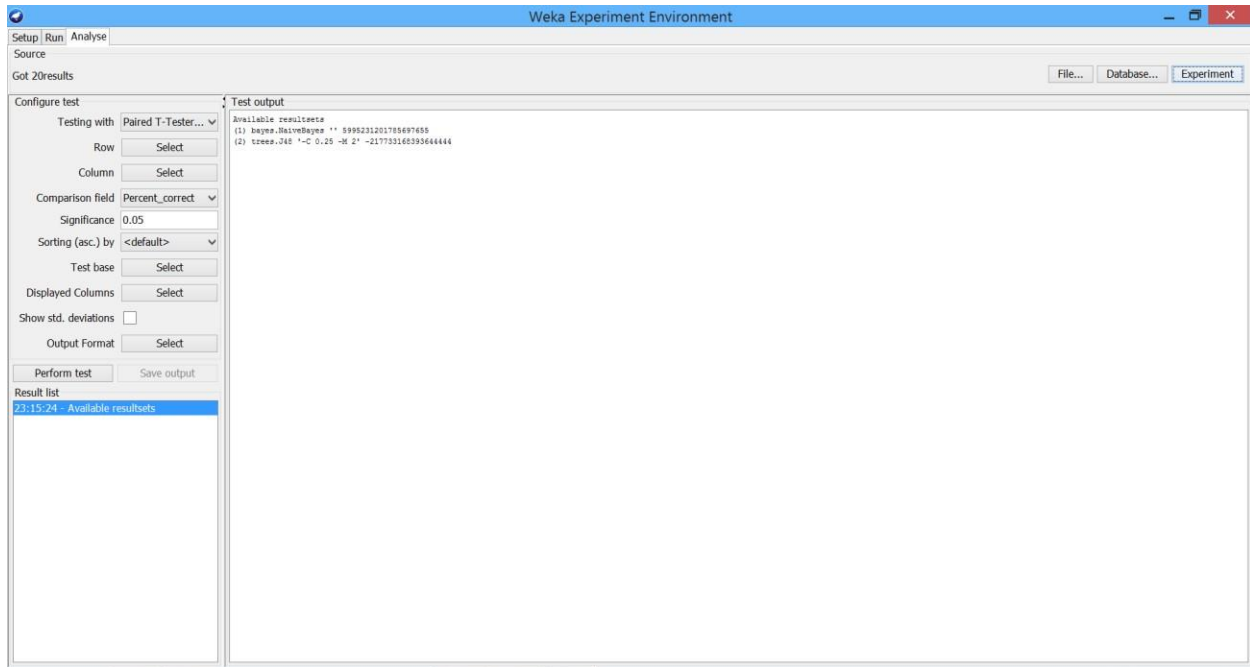 Weka Experiment Environment
Setup Run Analyse
Source
Got 20results
File... Database... Experiment
Configure test
Testing with Paired T-Tester...
Row Select
Column Select
Comparison field Percent_correct
Significance 0.05
Sorting (asc.) by <default>
Test base Select
Displayed Columns Select
Show std. deviations
Output Format Select
Perform test Save output
Result list
23:15:24 - Available resultsets
Test output
Available resultsets
(1) bayes.NaiveBayes '' 5995231201785697655
(2) trees.J48 '-C 0.25 -M 2' -217733168393644444